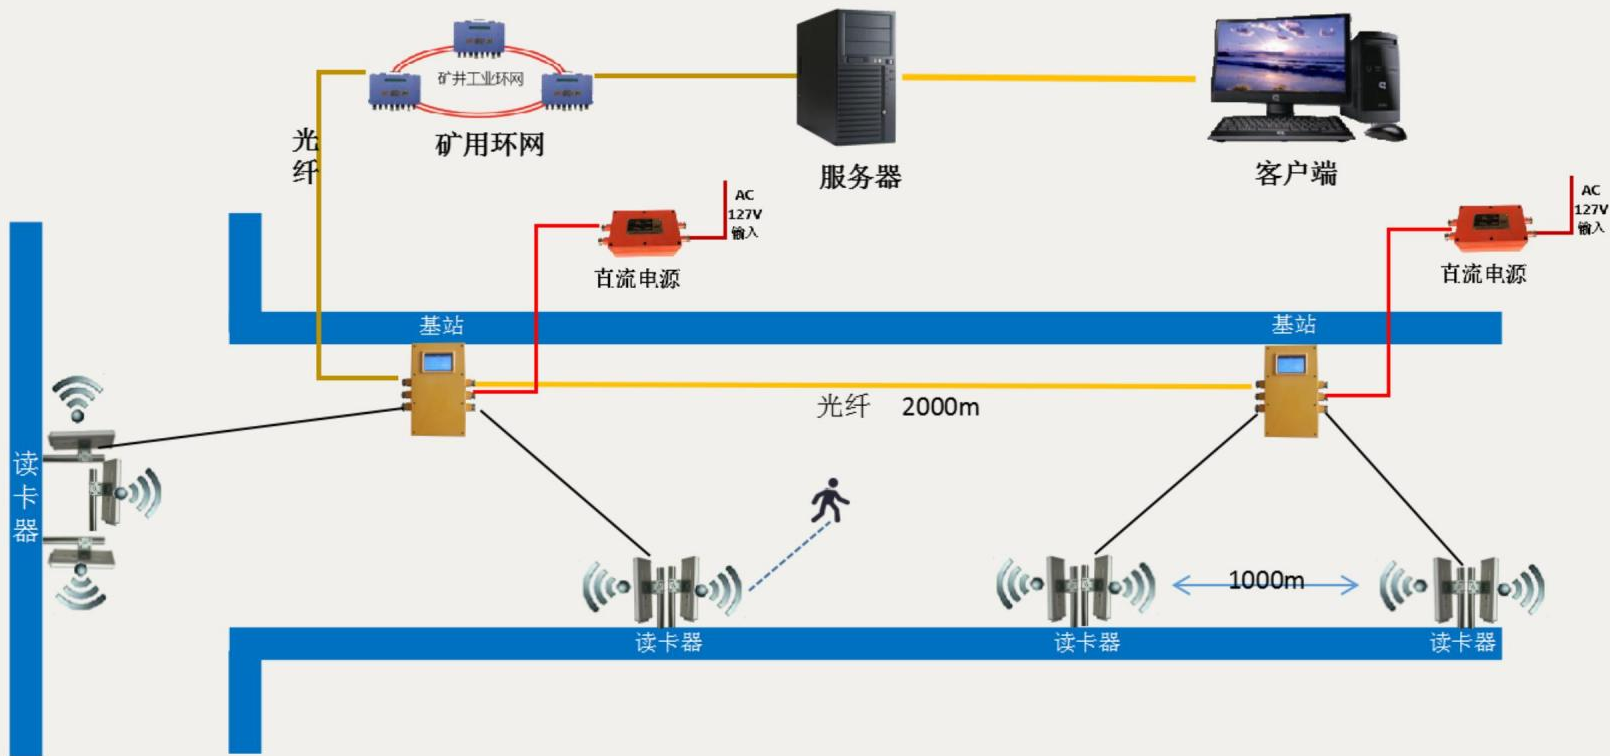 矿井工业环网
矿用环网
光纤
服务器
客户端
AC
127V
输入
直流电源
AC
127V
输入
直流电源
基站
基站
光纤 2000m
读卡器
1000m
读卡器
读卡器
读卡器